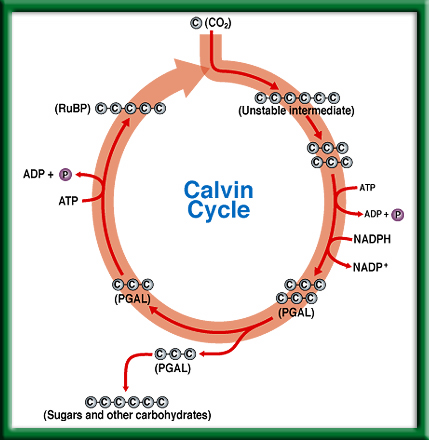 C (CO₂)
(RuBP) C C C C C
C C C C C C
(Unstable intermediate)
C C C
C C C
ADP + P
ATP
Calvin
Cycle
ATP
ADP + P
NADPH
NADP⁺
C C C
(PGAL)
C C C
C C C
(PGAL)
C C C
(PGAL)
C C C C C C
(Sugars and other carbohydrates)